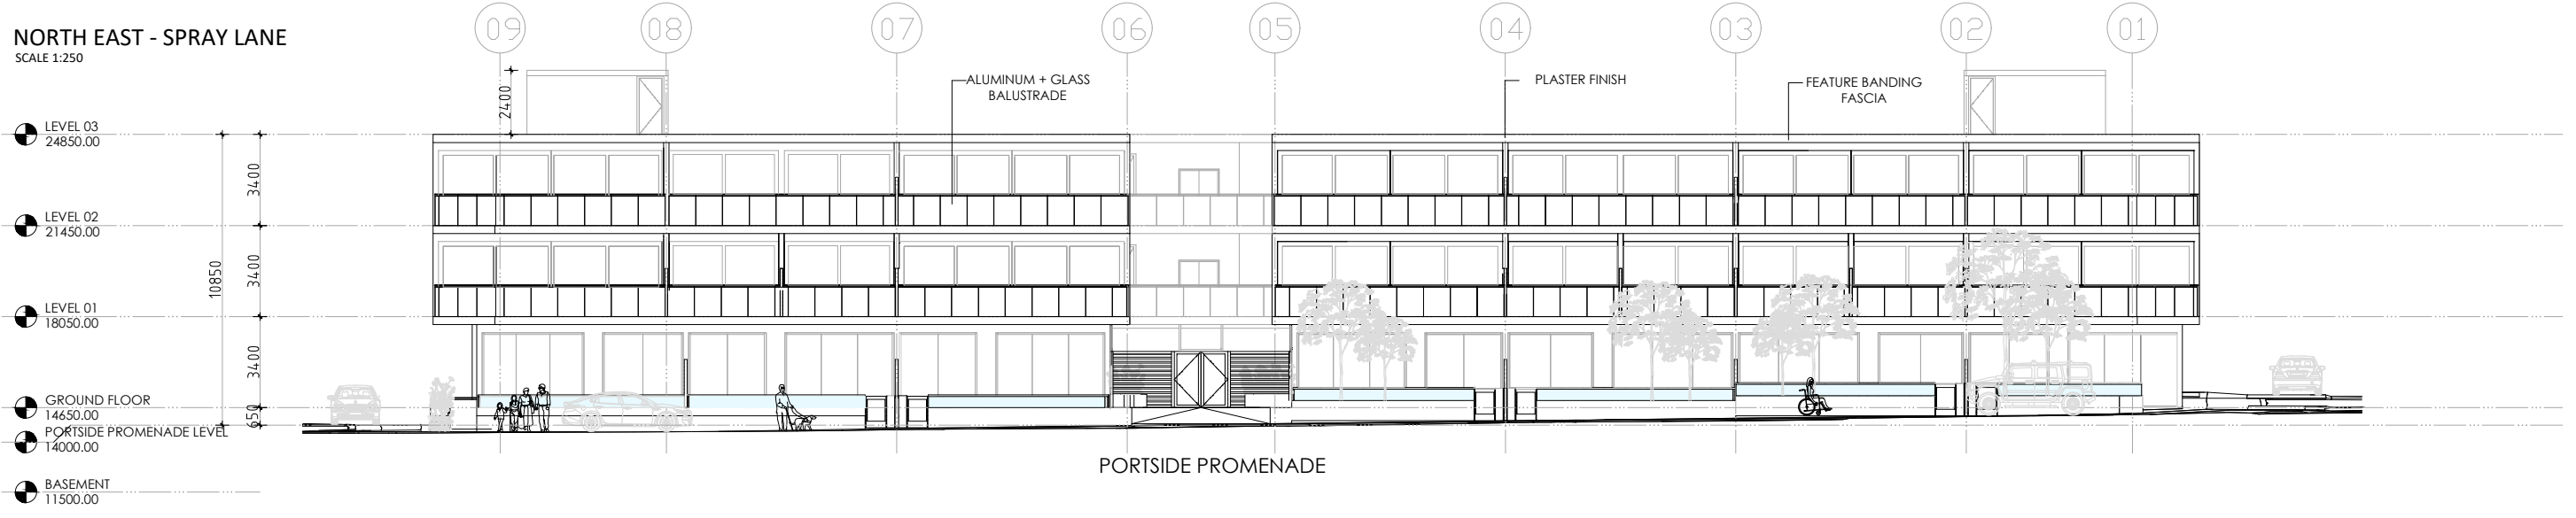 NORTH EAST - SPRAY LANE
SCALE 1:250
09
08
07
06
05
04
03
02
01
ALUMINUM + GLASS
BALUSTRADE
PLASTER FINISH
FEATURE BANDING
FASCIA
2400
LEVEL 03
24850.00
3400
LEVEL 02
21450.00
10850
3400
LEVEL 01
18050.00
3400
GROUND FLOOR
14650.00
650
PORTSIDE PROMENADE LEVEL
14000.00
PORTSIDE PROMENADE
BASEMENT
11500.00